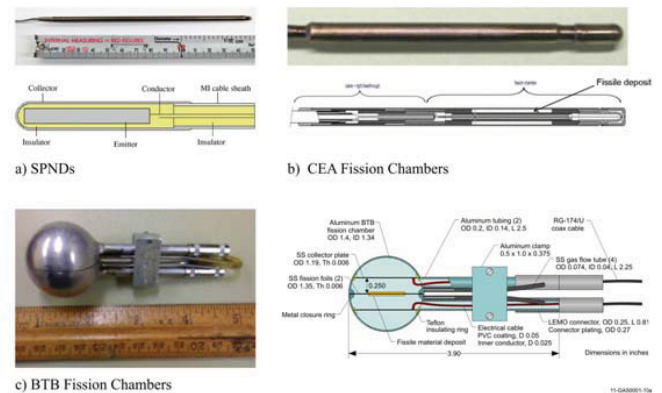 INTERNAL MEASURING = RED FIGURES
Collector
Conductor
MI cable sheath
Insulator
Emitter
Insulator
a) SPNDs
Fissile deposit
b) CEA Fission Chambers
Aluminum BTB
fission chamber
OD 1.4, ID 1.34
Aluminum tubing (2)
OD 0.2, ID 0.14, L 2.5
RG-174/U
coax cable
SS collector plate
OD 1.19, Th 0.006
Aluminum clamp
0.5 x 1.0 x 0.375
SS gas flow tube (4)
OD 0.074, ID 0.04, L 2.25
SS fission foils (2)
OD 1.35, Th 0.006
0.250
Metal closure ring
Teflon
insulating ring
Fissile material deposit
Electrical cable
PVC coating, D 0.05
Inner conductor, D 0.025
LEMO connector, OD 0.25, L 0.81
Connector plating, OD 0.27
3.90
Dimensions in inches
c) BTB Fission Chambers